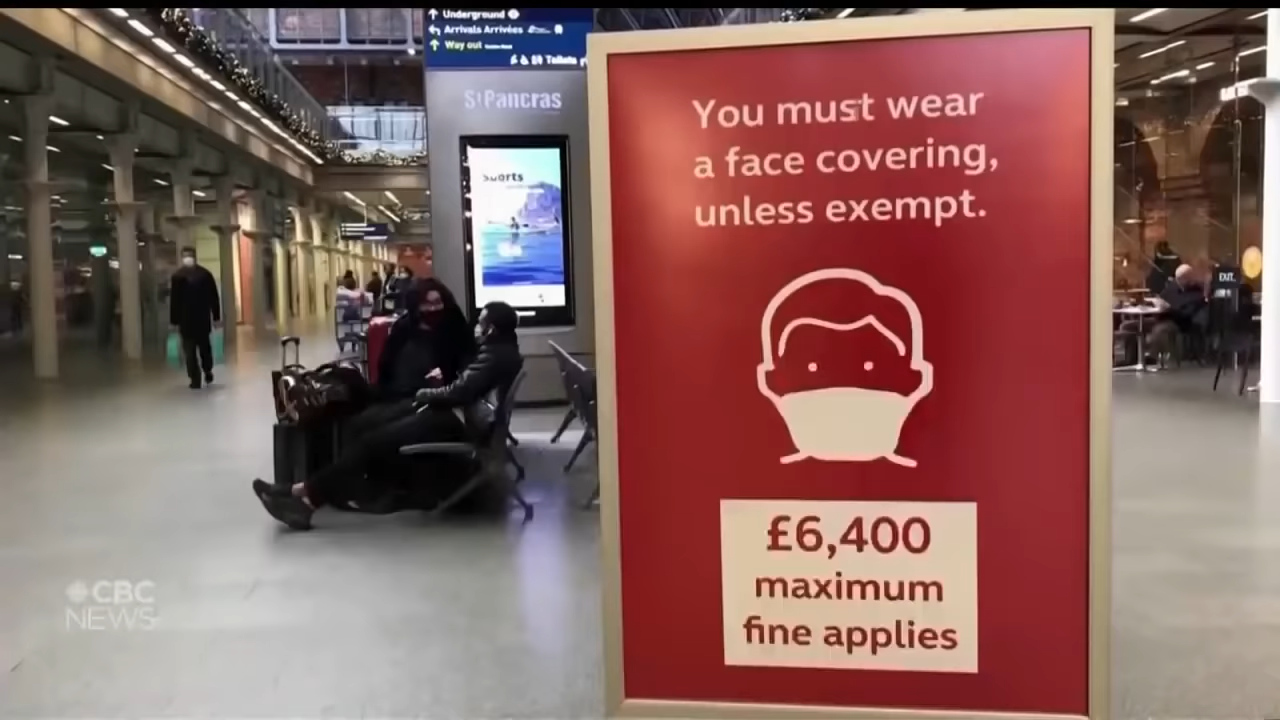 Underground
Arrivals Arrivées
Way out
Toilets
St Pancras
You must wear
a face covering,
unless exempt.
£6,400
maximum
fine applies
EXIT
CBC
NEWS